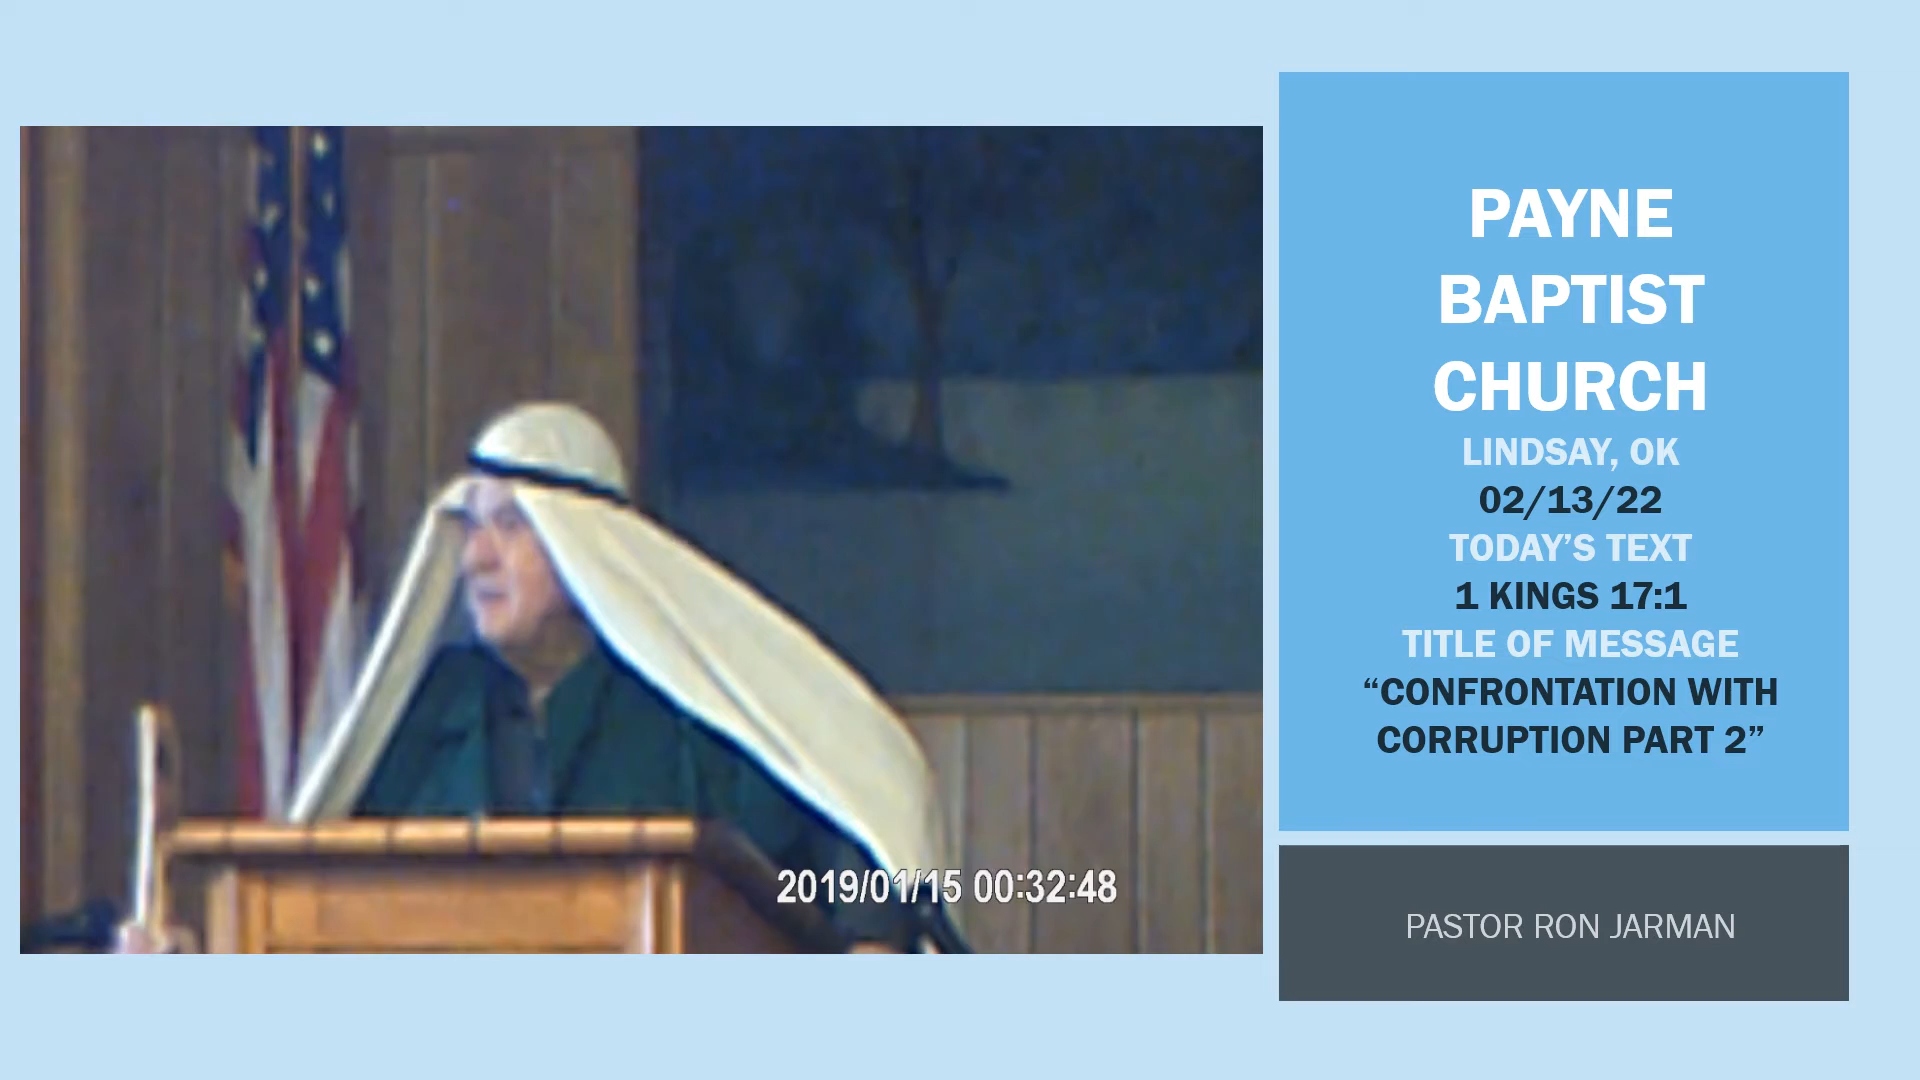 PAYNE
BAPTIST
CHURCH
LINDSAY, OK
02/13/22
TODAY’S TEXT
1 KINGS 17:1
TITLE OF MESSAGE
“CONFRONTATION WITH
CORRUPTION PART 2”
PASTOR RON JARMAN
2019/01/15 00:32:48